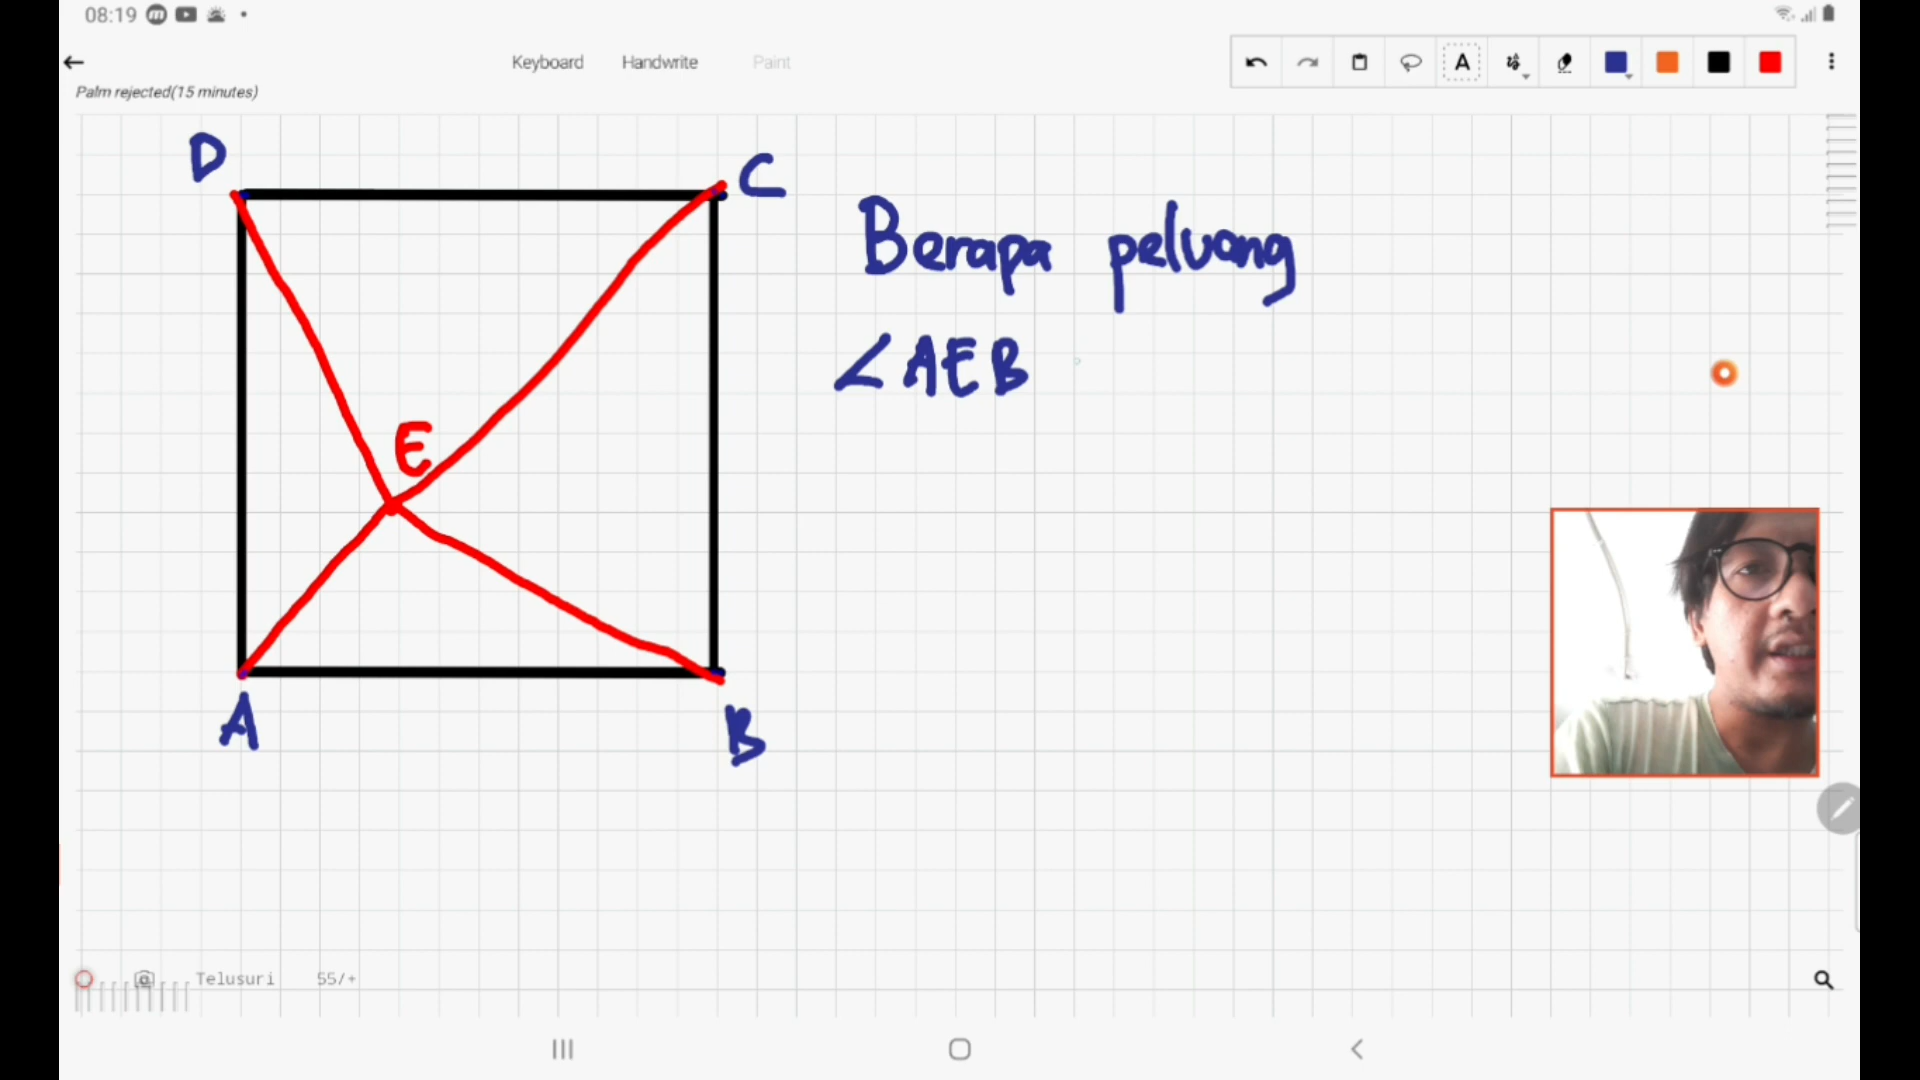 08:19
Keyboard Handwrite Paint
A
Palm rejected(15 minutes)
D
C
Berapa peluang
∠AEB
E
A
B
Telusuri 55/+